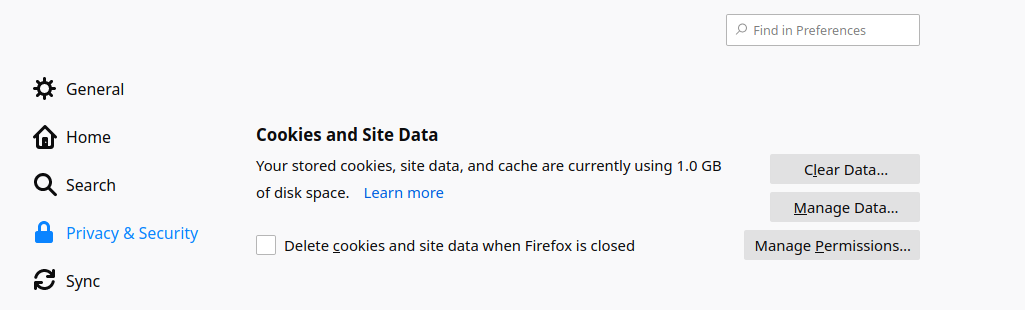 Find in Preferences
General
Home
Search
Privacy & Security
Sync
Cookies and Site Data
Your stored cookies, site data, and cache are currently using 1.0 GB
of disk space. Learn more
Clear Data...
Manage Data...
Delete cookies and site data when Firefox is closed
Manage Permissions...